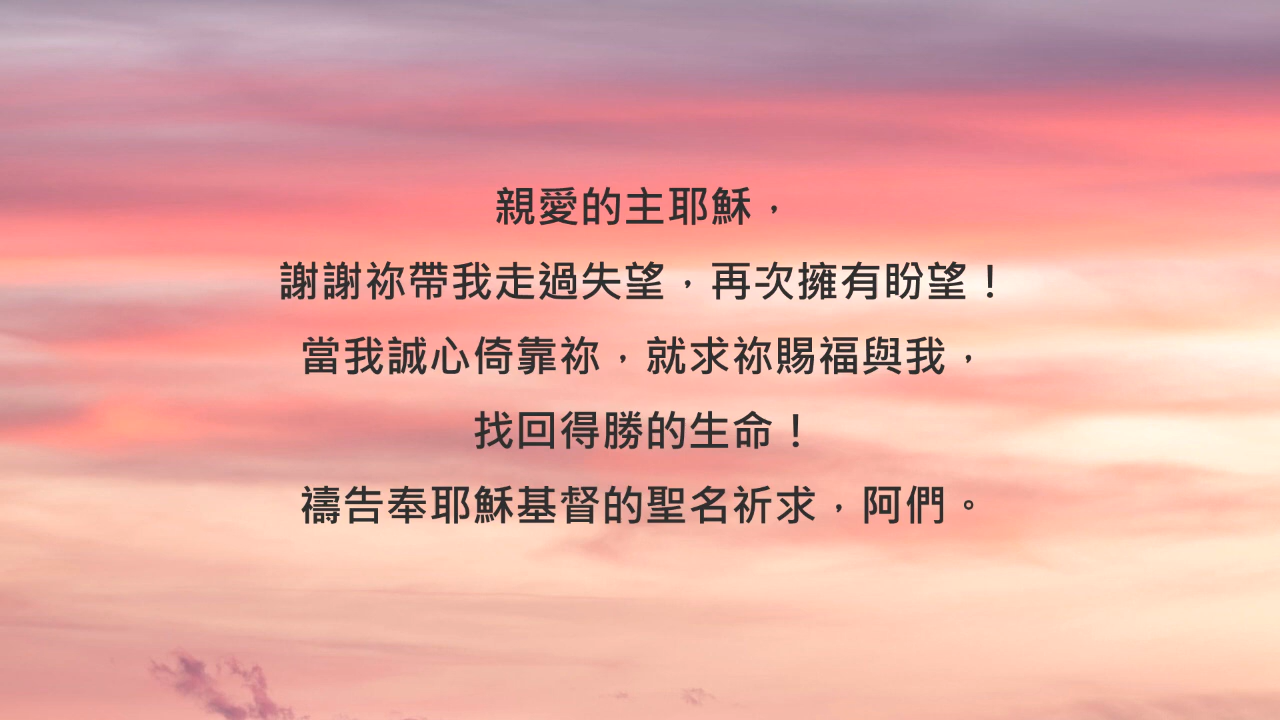 親愛的主耶穌，
謝謝祢帶我走過失望，再次擁有盼望！
當我誠心倚靠祢，就求祢賜福與我，
找回得勝的生命！
禱告奉耶穌基督的聖名祈求，阿們。